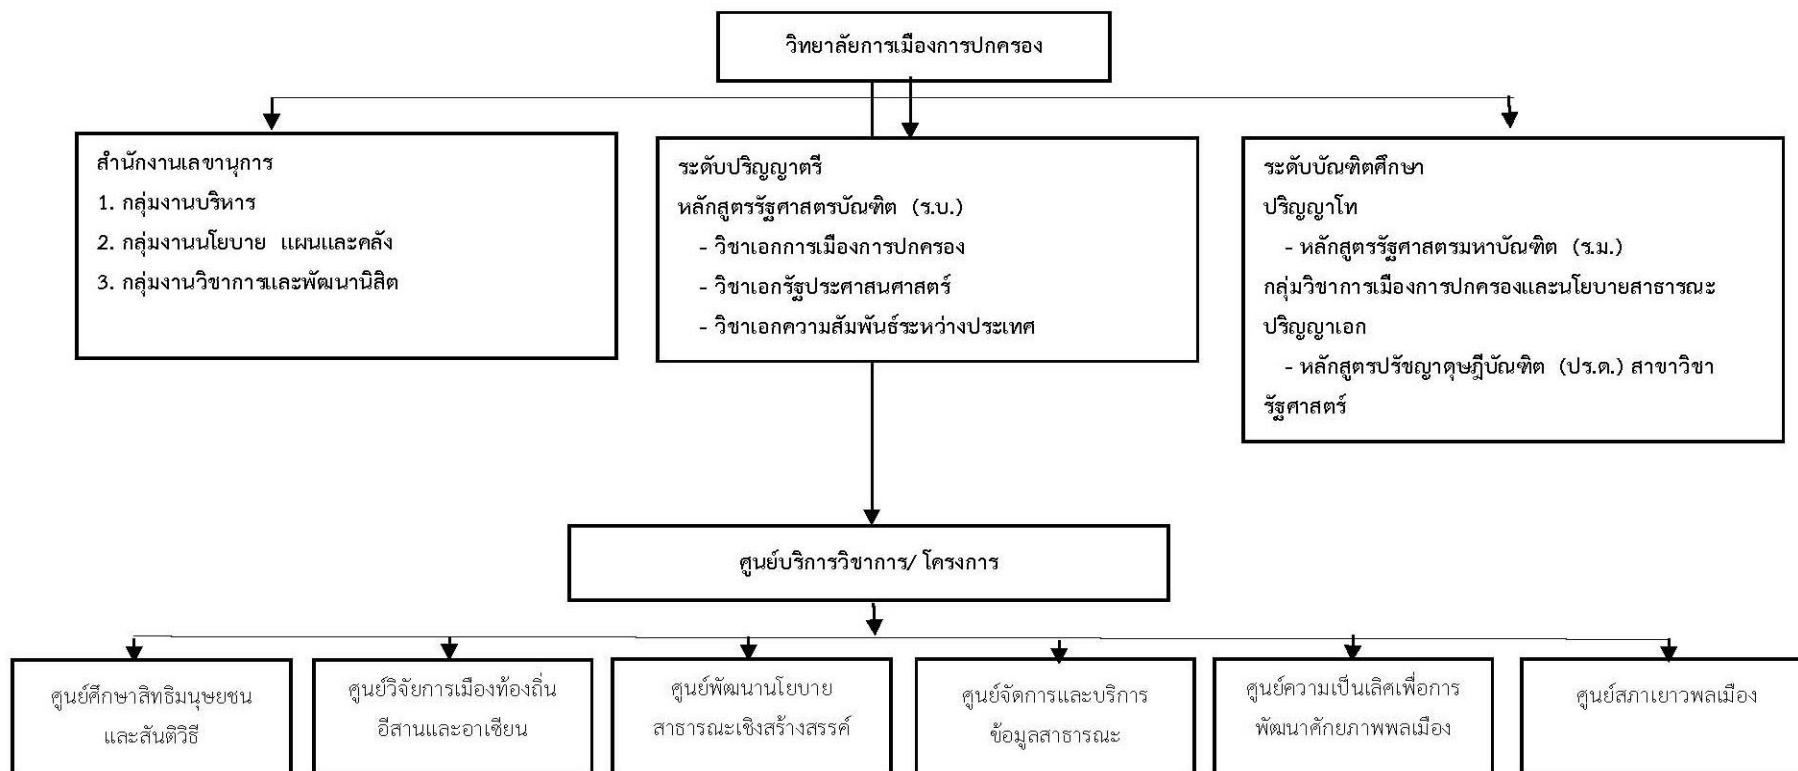 วิทยาลัยการเมืองการปกครอง
สำนักงานเลขานุการ
1. กลุ่มงานบริหาร
2. กลุ่มงานนโยบาย แผนและคลัง
3. กลุ่มงานวิชาการและพัฒนานิสิต
ระดับปริญญาตรี
หลักสูตรรัฐศาสตรบัณฑิต (ร.บ.)
- วิชาเอกการเมืองการปกครอง
- วิชาเอกรัฐประศาสนศาสตร์
- วิชาเอกความสัมพันธ์ระหว่างประเทศ
ระดับบัณฑิตศึกษา
ปริญญาโท
- หลักสูตรรัฐศาสตรมหาบัณฑิต (ร.ม.)
กลุ่มวิชาการเมืองการปกครองและนโยบายสาธารณะ
ปริญญาเอก
- หลักสูตรปรัชญาดุษฎีบัณฑิต (ปร.ด.) สาขาวิชา
รัฐศาสตร์
ศูนย์บริการวิชาการ/ โครงการ
ศูนย์ศึกษาสิทธิมนุษยชน
และสันติวิธี
ศูนย์วิจัยการเมืองท้องถิ่น
อีสานและอาเซียน
ศูนย์พัฒนานโยบาย
สาธารณะเชิงสร้างสรรค์
ศูนย์จัดการและบริการ
ข้อมูลสาธารณะ
ศูนย์ความเป็นเลิศเพื่อการ
พัฒนาศักยภาพพลเมือง
ศูนย์สภาเยาวพลเมือง